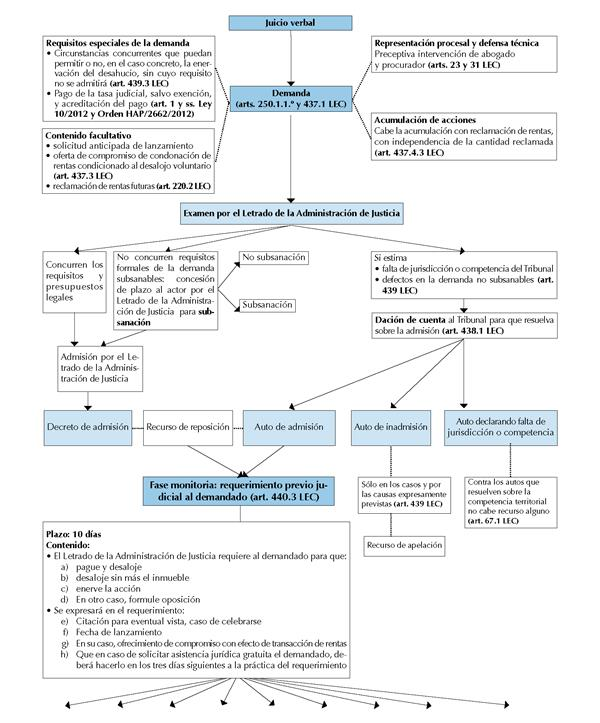 Juicio verbal
Requisitos especiales de la demanda
• Circunstancias concurrentes que puedan
permitir o no, en el caso concreto, la ener-
vación del desahucio, sin cuyo requisito
no se admitirá (art. 439.3 LEC)
• Pago de la tasa judicial, salvo exención,
y acreditación del pago (art. 1 y ss. Ley
10/2012 y Orden HAP/2662/2012)
Representación procesal y defensa técnica
Preceptiva intervención de abogado
y procurador (arts. 23 y 31 LEC)
Demanda
(arts. 250.1.1.º y 437.1 LEC)
Contenido facultativo
• solicitud anticipada de lanzamiento
• oferta de compromiso de condonación de
rentas condicionado al desalojo voluntario
(art. 437.3 LEC)
• reclamación de rentas futuras (art. 220.2 LEC)
Acumulación de acciones
Cabe la acumulación con reclamación de rentas,
con independencia de la cantidad reclamada
(art. 437.4.3 LEC)
Examen por el Letrado de la Administración de Justicia
Concurren los
requisitos y
presupuestos
legales
No concurren requisitos
formales de la demanda
subsanables: concesión
de plazo al actor por el
Letrado de la Administra-
ción de Justicia para sub-
sanación
No subsanación
Subsanación
Si estima
• falta de jurisdicción o competencia del Tribunal
• defectos en la demanda no subsanables (art.
439 LEC)
Dación de cuenta al Tribunal para que resuelva
sobre la admisión (art. 438.1 LEC)
Admisión por el Le-
trado de la Adminis-
tración de Justicia
Decreto de admisión
Recurso de reposición
Auto de admisión
Auto de inadmisión
Auto declarando falta de
jurisdicción o competencia
Fase monitoria: requerimiento previo ju-
dicial al demandado (art. 440.3 LEC)
Sólo en los casos y por
las causas expresamente
previstas (art. 439 LEC)
Contra los autos que
resuelven sobre la
competencia territorial
no cabe recurso alguno
(art. 67.1 LEC)
Recurso de apelación
Plazo: 10 días
Contenido:
• El Letrado de la Administración de Justicia requiere al demandado para que:
a) pague y desaloje
b) desaloje sin más el inmueble
c) enerve la acción
d) En otro caso, formule oposición
• Se expresará en el requerimiento:
e) Citación para eventual vista, caso de celebrarse
f) Fecha de lanzamiento
g) En su caso, ofrecimiento de compromiso con efecto de transacción de rentas
h) Que en caso de solicitar asistencia jurídica gratuita el demandado, de-
berá hacerlo en los tres días siguientes a la práctica del requerimiento